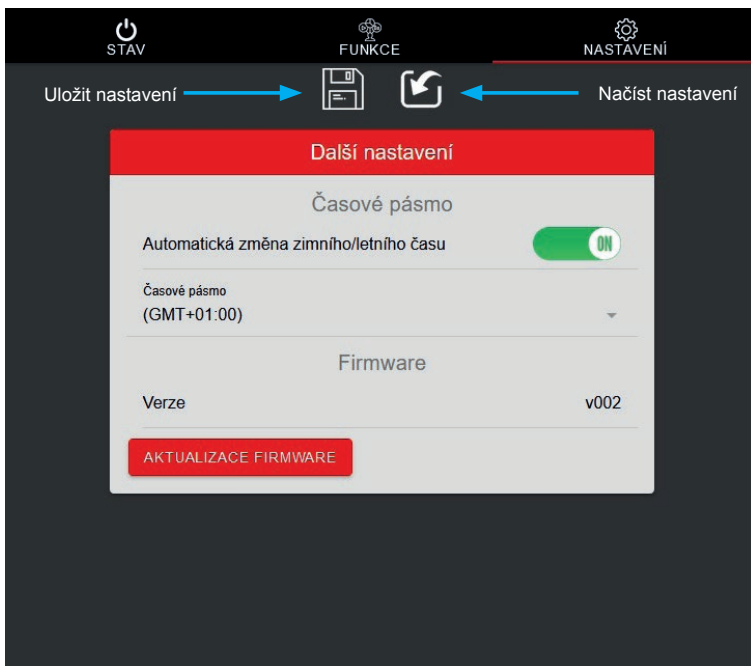 STAV
FUNKCE
NASTAVENÍ
Uložit nastavení
Načíst nastavení
Další nastavení
Časové pásmo
Automatická změna zimního/letního času
ON
Časové pásmo
(GMT+01:00)
Firmware
Verze
v002
AKTUALIZACE FIRMWARE